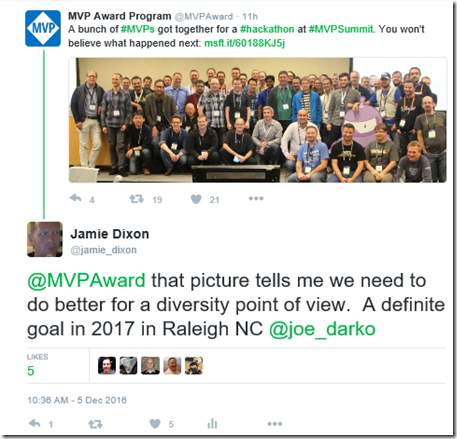 MVP
MVP Award Program @MVPAward · 11h
A bunch of #MVPs got together for a #hackathon at #MVPSummit. You won't
believe what happened next: msft.it/60188KJ5j
4 19 21
Jamie Dixon
@jamie_dixon
@MVPAward that picture tells me we need to
do better for a diversity point of view. A definite
goal in 2017 in Raleigh NC @joe_darko
LIKES
5
10:36 AM - 5 Dec 2016
1 5